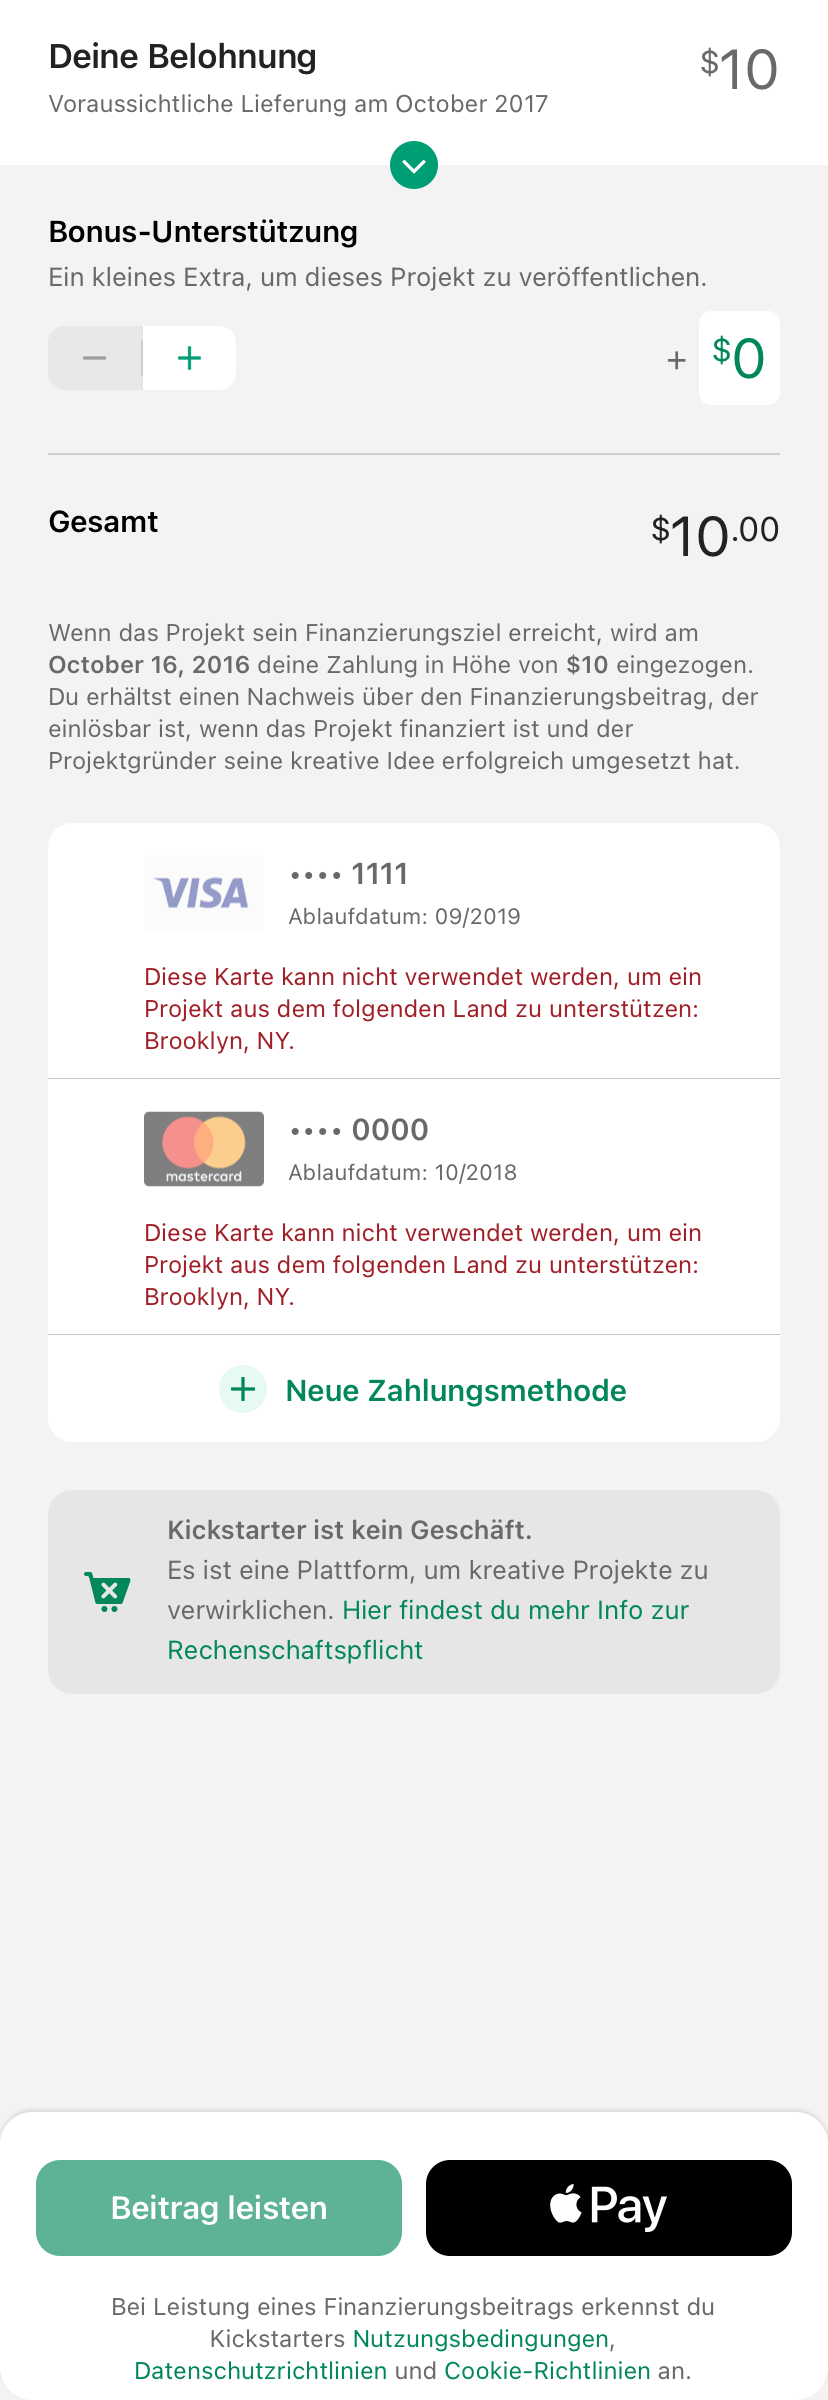 Deine Belohnung
$10
Voraussichtliche Lieferung am October 2017
Bonus-Unterstützung
Ein kleines Extra, um dieses Projekt zu veröffentlichen.
− + + $0
Gesamt
$10.00
Wenn das Projekt sein Finanzierungsziel erreicht, wird am
October 16, 2016 deine Zahlung in Höhe von $10 eingezogen.
Du erhältst einen Nachweis über den Finanzierungsbeitrag, der
einlösbar ist, wenn das Projekt finanziert ist und der
Projektgründer seine kreative Idee erfolgreich umgesetzt hat.
VISA •••• 1111
Ablaufdatum: 09/2019
Diese Karte kann nicht verwendet werden, um ein
Projekt aus dem folgenden Land zu unterstützen:
Brooklyn, NY.
•••• 0000
mastercard Ablaufdatum: 10/2018
Diese Karte kann nicht verwendet werden, um ein
Projekt aus dem folgenden Land zu unterstützen:
Brooklyn, NY.
+ Neue Zahlungsmethode
Kickstarter ist kein Geschäft.
Es ist eine Plattform, um kreative Projekte zu
verwirklichen. Hier findest du mehr Info zur
Rechenschaftspflicht
Beitrag leisten
Pay
Bei Leistung eines Finanzierungsbeitrags erkennst du
Kickstarters Nutzungsbedingungen,
Datenschutzrichtlinien und Cookie-Richtlinien an.